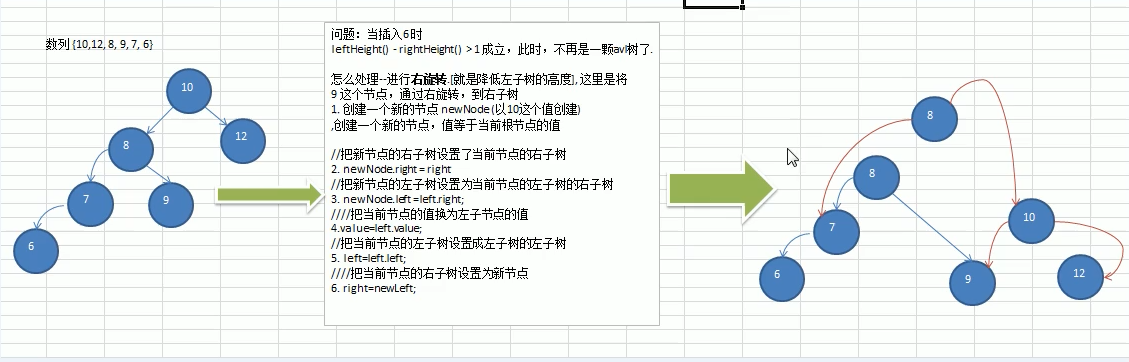 数列 {10,12, 8, 9, 7, 6}
10
8
12
7
9
6
问题：当插入6时
leftHeight() - rightHeight() > 1 成立，此时，不再是一颗avl树了.
怎么处理--进行右旋转.[就是降低左子树的高度], 这里是将
9 这个节点，通过右旋转，到右子树
1. 创建一个新的节点 newNode (以10这个值创建)
,创建一个新的节点，值等于当前根节点的值
//把新节点的右子树设置了当前节点的右子树
2. newNode.right = right
//把新节点的左子树设置为当前节点的左子树的右子树
3. newNode.left =left.right;
////把当前节点的值换为左子节点的值
4.value=left.value;
//把当前节点的左子树设置成左子树的左子树
5. left=left.left;
////把当前节点的右子树设置为新节点
6. right=newLeft;
8
8
7
10
6
9
12